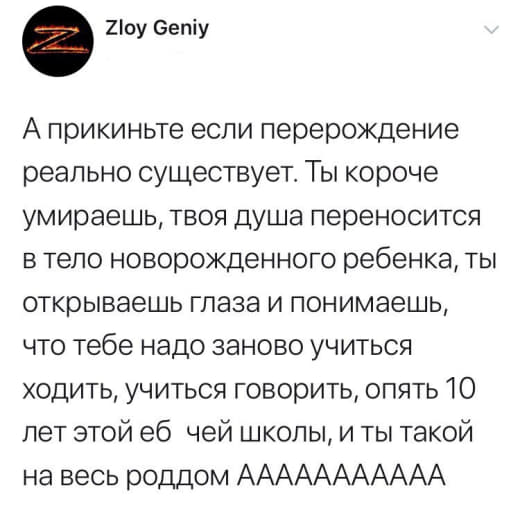 Zloy Geniy
А прикиньте если перерождение
реально существует. Ты короче
умираешь, твоя душа переносится
в тело новорожденного ребенка, ты
открываешь глаза и понимаешь,
что тебе надо заново учиться
ходить, учиться говорить, опять 10
лет этой еб чей школы, и ты такой
на весь роддом ААААААААААА